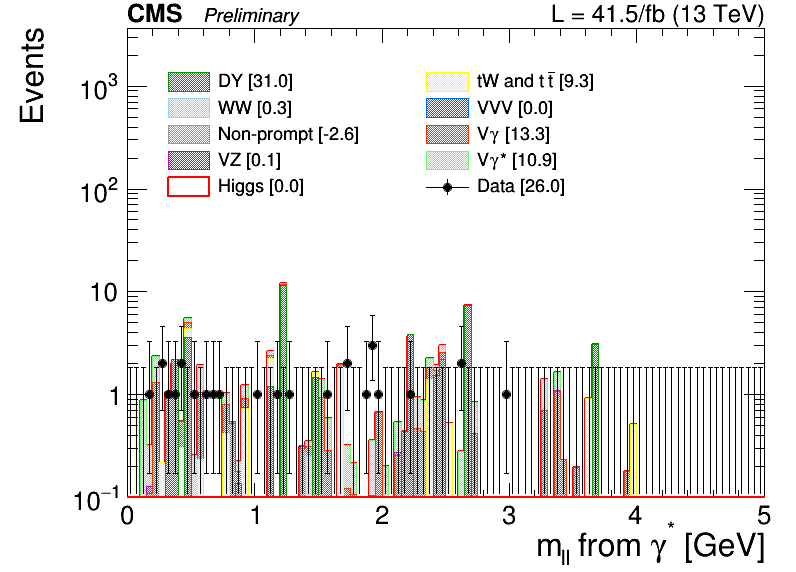 CMS Preliminary L = 41.5/fb (13 TeV)
Events
DY [31.0]
WW [0.3]
Non-prompt [-2.6]
VZ [0.1]
Higgs [0.0]
tW and tt̅ [9.3]
VVV [0.0]
Vγ [13.3]
Vγ* [10.9]
Data [26.0]
10³
10²
10
1
10⁻¹
0 1 2 3 4 5
m_ll from γ* [GeV]